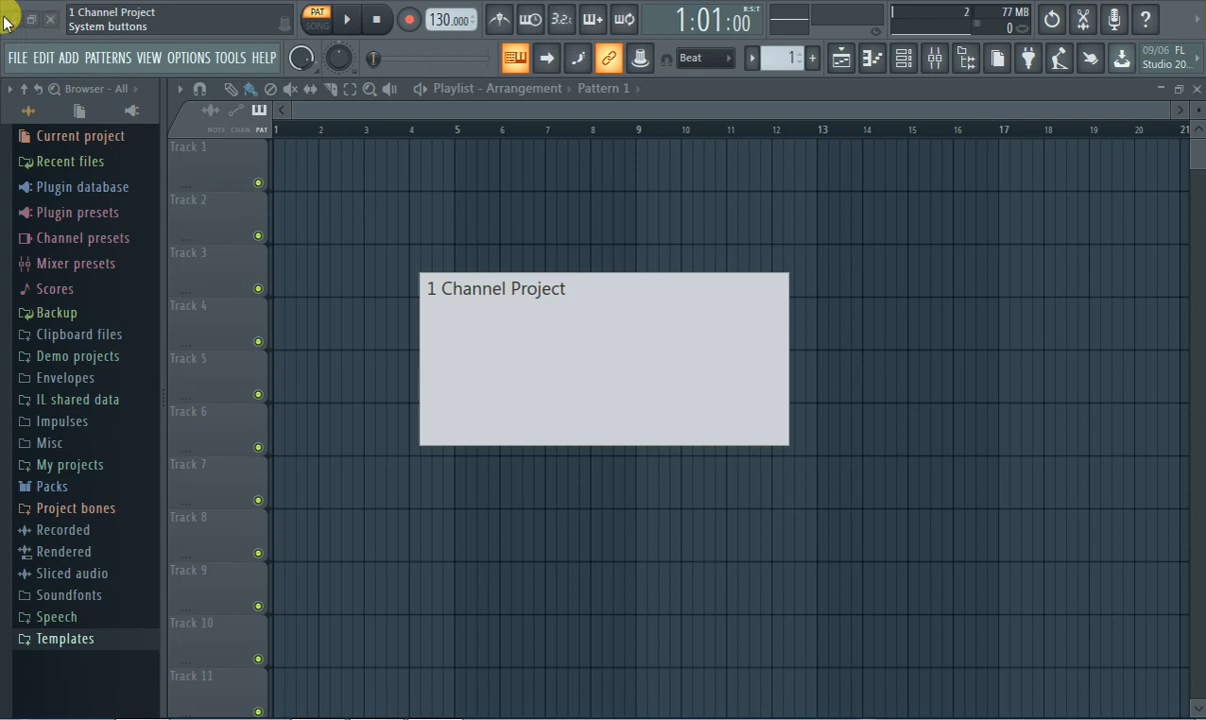 1 Channel Project
System buttons
PAT
SONG
130.000
3.2.
1:01:00
B:S:T
2
77 MB
0
FILE EDIT ADD PATTERNS VIEW OPTIONS TOOLS HELP
Beat
1
09/06 FL
Studio 20...
Browser - All
Playlist - Arrangement
Pattern 1
NOTE CHAN PAT
1 2 3 4 5 6 7 8 9 10 11 12 13 14 15 16 17 18 19 20 21
Current project
Recent files
Plugin database
Plugin presets
Channel presets
Mixer presets
Scores
Backup
Clipboard files
Demo projects
Envelopes
IL shared data
Impulses
Misc
My projects
Packs
Project bones
Recorded
Rendered
Sliced audio
Soundfonts
Speech
Templates
Track 1
Track 2
Track 3
Track 4
Track 5
Track 6
Track 7
Track 8
Track 9
Track 10
Track 11
1 Channel Project